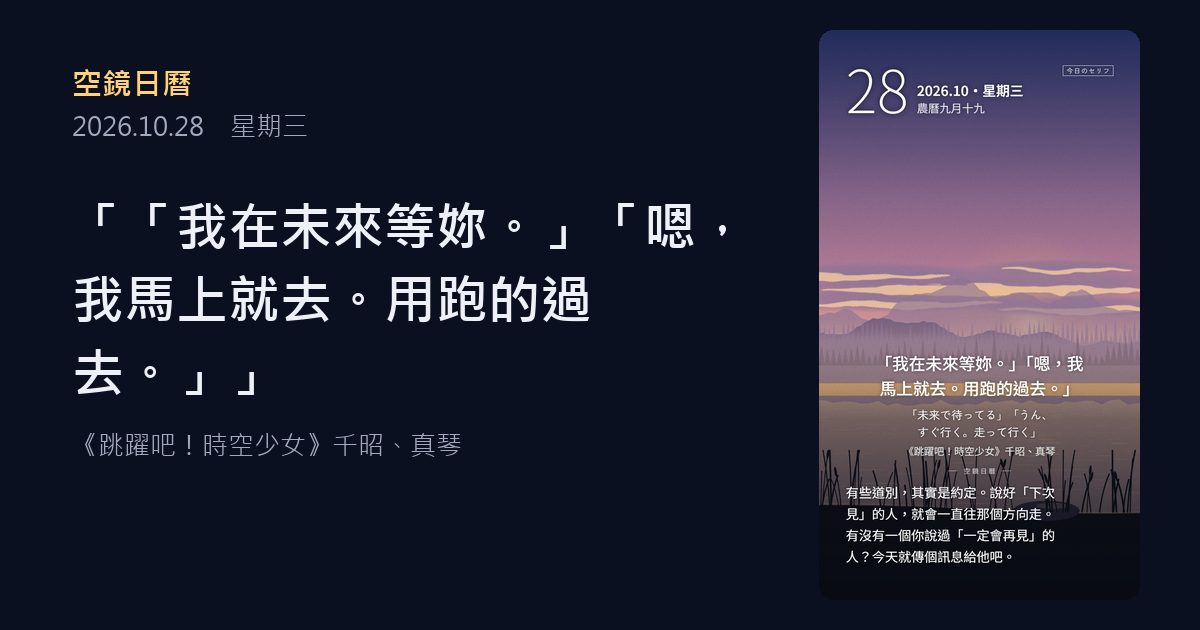 空鏡日曆
2026.10.28 星期三
「「我在未來等妳。」「嗯，
我馬上就去。用跑的過
去。」」
《跳躍吧！時空少女》千昭、真琴
28
2026.10・星期三
農曆九月十九
今日のセリフ
「我在未來等妳。」「嗯，我
馬上就去。用跑的過去。」
「未来で待ってる」「うん、
すぐ行く。走って行く」
《跳躍吧！時空少女》千昭、真琴
— 空鏡日曆 —
有些道別，其實是約定。說好「下次
見」的人，就會一直往那個方向走。
有沒有一個你說過「一定會再見」的
人？今天就傳個訊息給他吧。